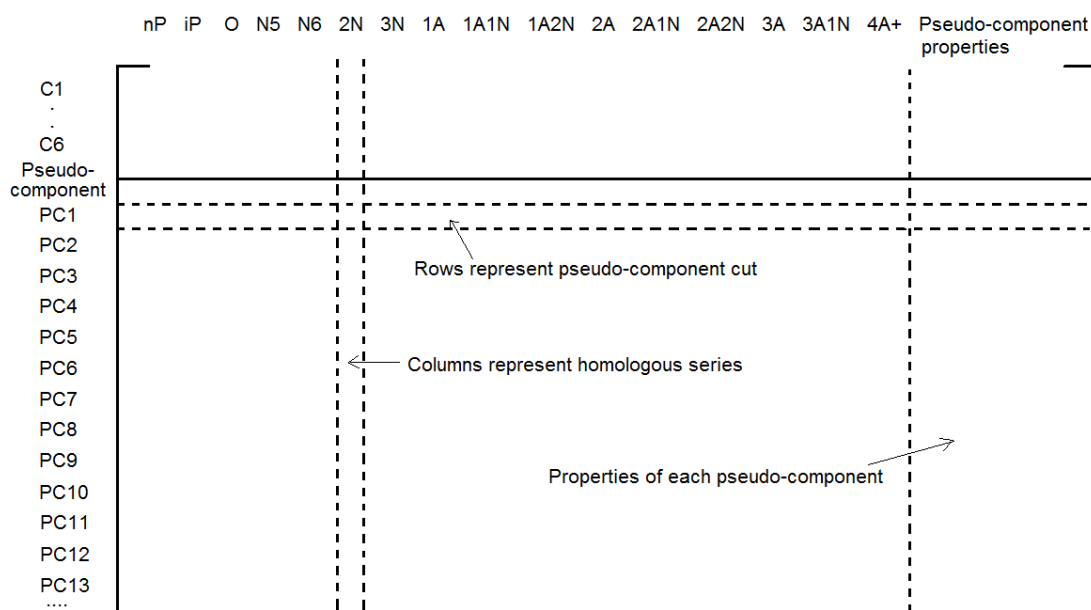 nP iP O N5 N6 2N 3N 1A 1A1N 1A2N 2A 2A1N 2A2N 3A 3A1N 4A+ Pseudo-component
properties
C1
.
.
C6
Pseudo-
component
PC1
PC2
Rows represent pseudo-component cut
PC3
PC4
PC5
Columns represent homologous series
PC6
PC7
PC8
PC9
Properties of each pseudo-component
PC10
PC11
PC12
PC13
....